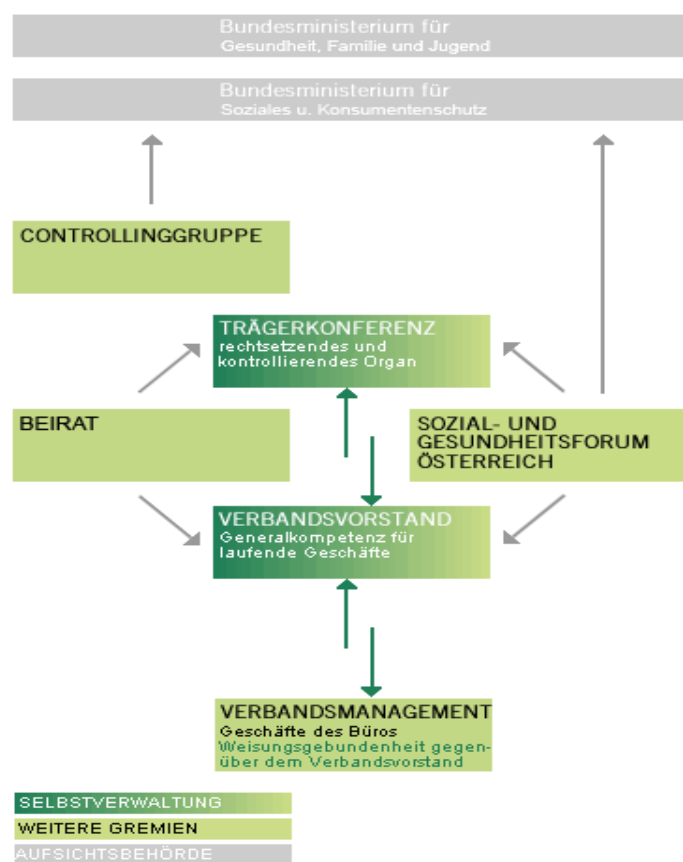 Bundesministerium für
Gesundheit, Familie und Jugend
Bundesministerium für
Soziales u. Konsumentenschutz
CONTROLLINGGRUPPE
TRÄGERKONFERENZ
rechtsetzendes und
kontrollierendes Organ
BEIRAT
SOZIAL- UND
GESUNDHEITSFORUM
ÖSTERREICH
VERBANDSVORSTAND
Generalkompetenz für
laufende Geschäfte
VERBANDSMANAGEMENT
Geschäfte des Büros
Weisungsgebundenheit gegen-
über dem Verbandsvorstand
SELBSTVERWALTUNG
WEITERE GREMIEN
AUFSICHTSBEHÖRDE